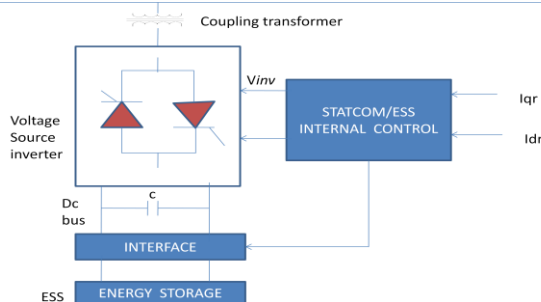 Coupling transformer
Vinv
Voltage
Source
inverter
STATCOM/ESS
INTERNAL CONTROL
Iqr
Idr
Dc
bus
c
INTERFACE
ESS
ENERGY STORAGE